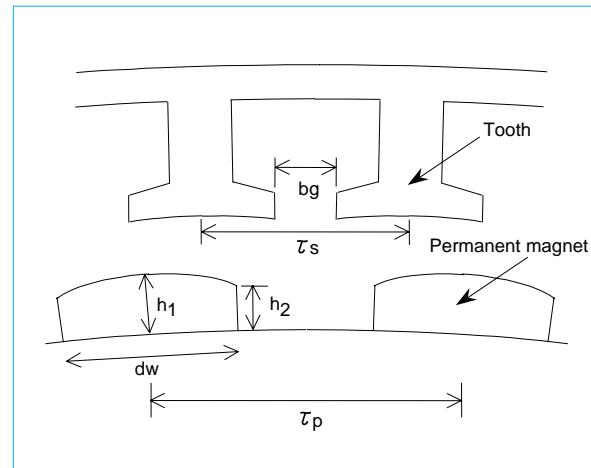 Tooth
bg
τs
Permanent magnet
h1
h2
dw
τp